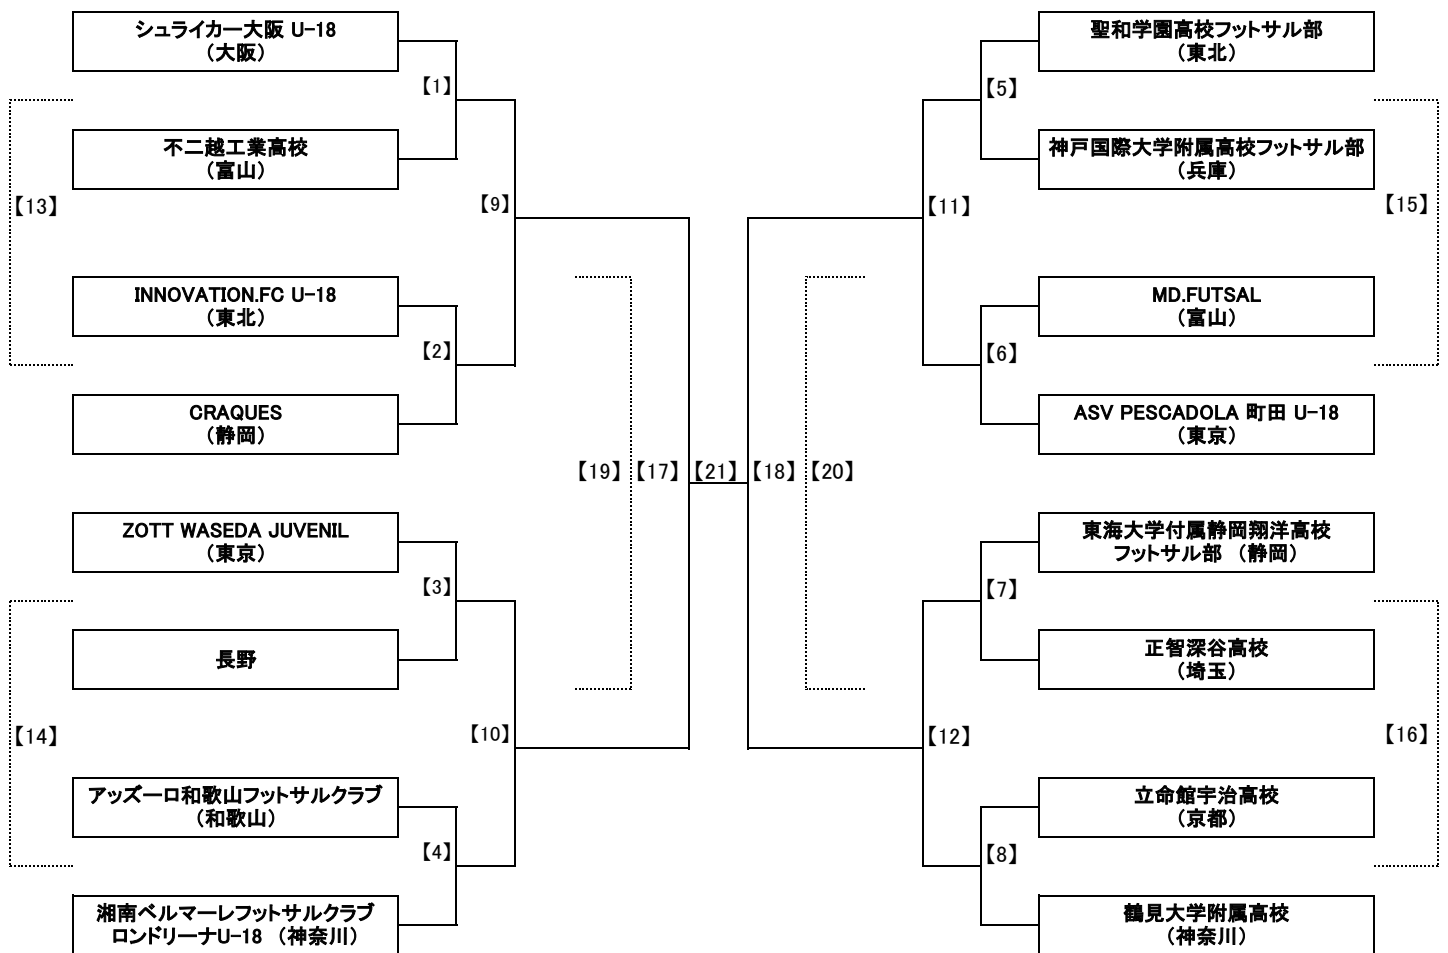 シュライカー大阪 U-18
（大阪）
【1】
不二越工業高校
（富山）
【13】
【9】
INNOVATION.FC U-18
（東北）
【2】
CRAQUES
（静岡）
ZOTT WASEDA JUVENIL
（東京）
【3】
長野
【14】
【10】
アッズーロ和歌山フットサルクラブ
（和歌山）
【4】
湘南ベルマーレフットサルクラブ
ロンドリーナU-18 （神奈川）
【19】
【17】
【21】
【18】
【20】
聖和学園高校フットサル部
（東北）
【5】
神戸国際大学附属高校フットサル部
（兵庫）
【11】
【15】
MD.FUTSAL
（富山）
【6】
ASV PESCADOLA 町田 U-18
（東京）
東海大学付属静岡翔洋高校
フットサル部 （静岡）
【7】
正智深谷高校
（埼玉）
【12】
【16】
立命館宇治高校
（京都）
【8】
鶴見大学附属高校
（神奈川）